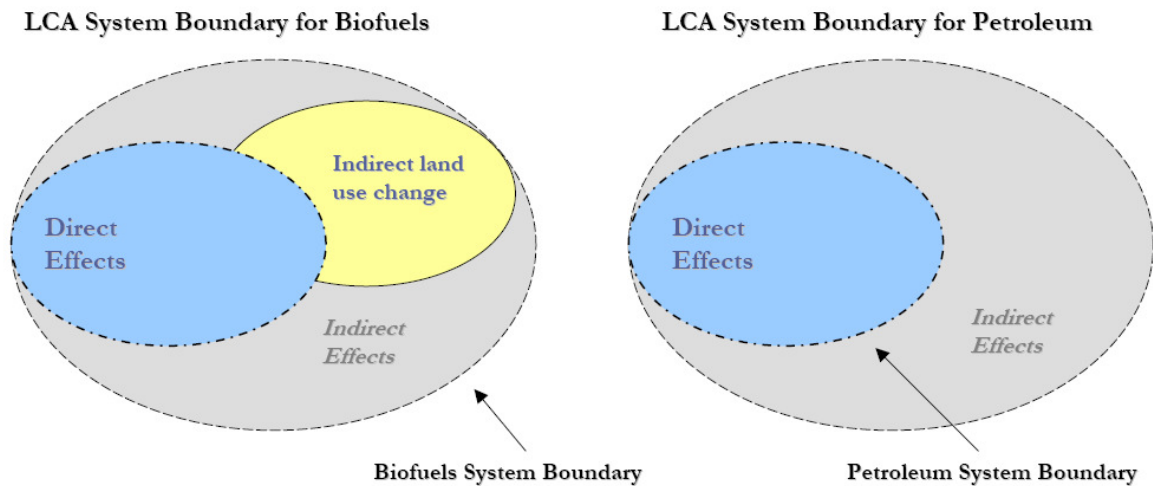 LCA System Boundary for Biofuels
Indirect land
use change
Direct
Effects
Indirect
Effects
Biofuels System Boundary
LCA System Boundary for Petroleum
Direct
Effects
Indirect
Effects
Petroleum System Boundary